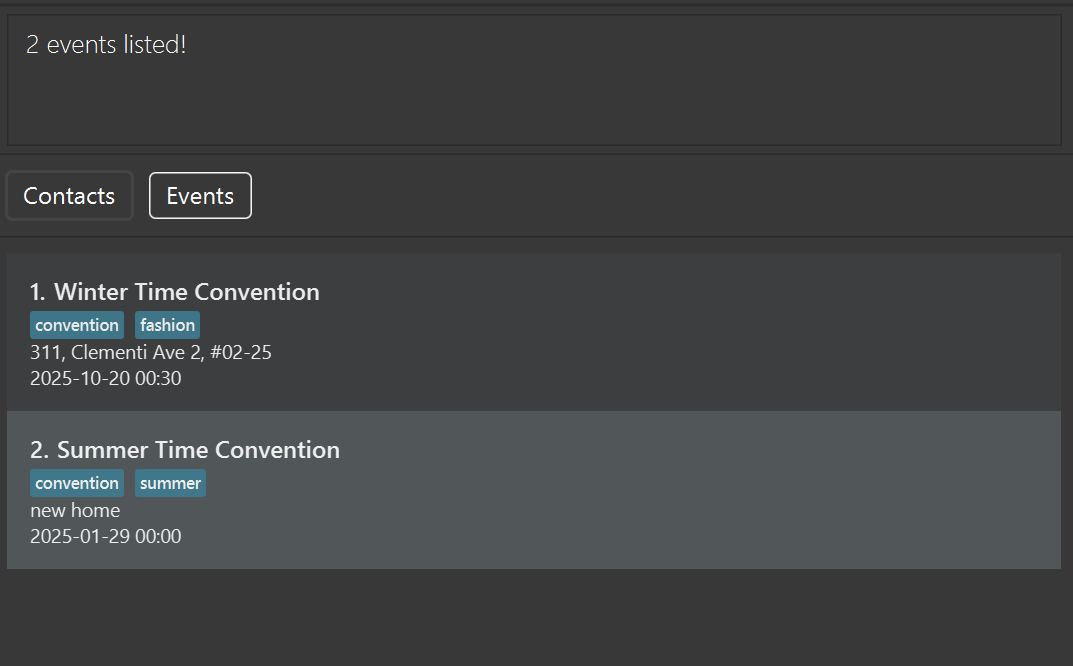 2 events listed!
Contacts Events
1. Winter Time Convention
convention fashion
311, Clementi Ave 2, #02-25
2025-10-20 00:30
2. Summer Time Convention
convention summer
new home
2025-01-29 00:00